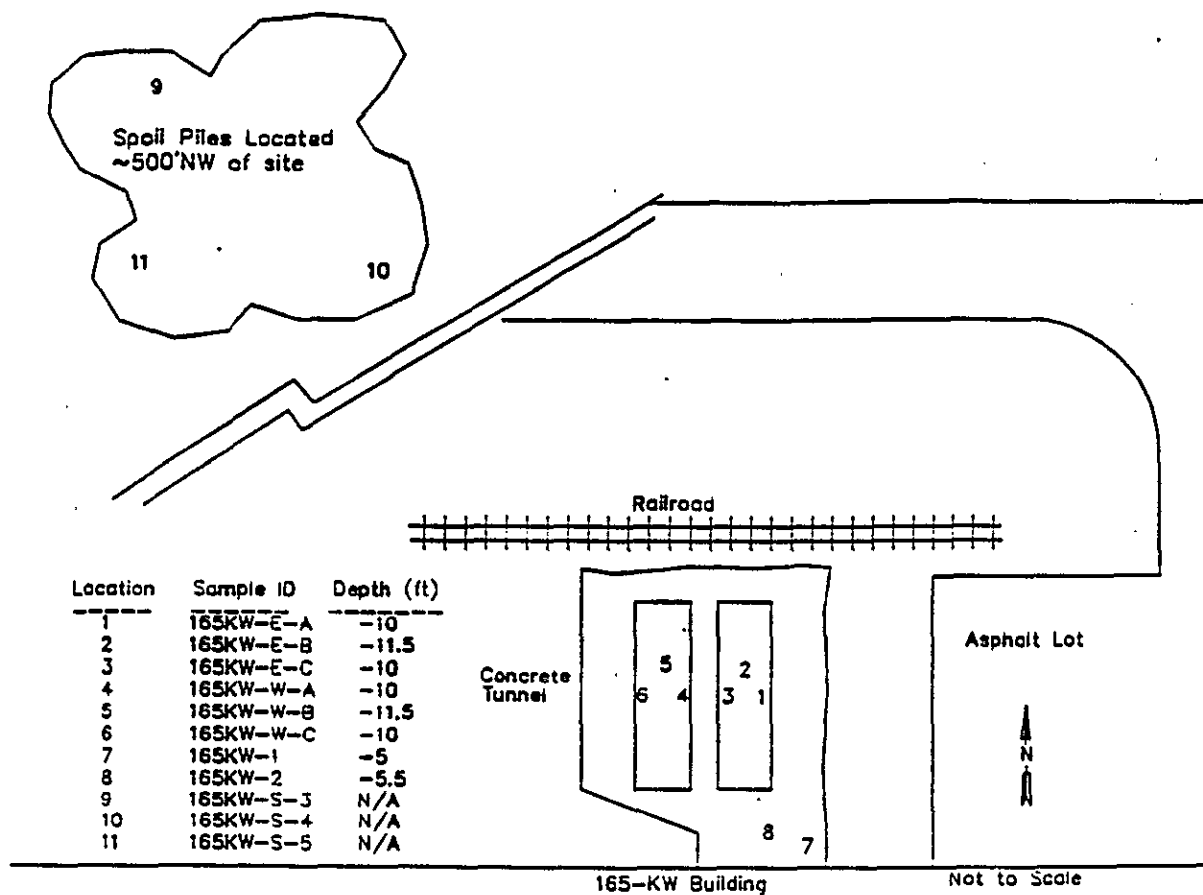 9
Spoil Piles Located
~500'NW of site
11
10
Railroad
Location Sample ID Depth (ft)
1 165KW-E-A -10
2 165KW-E-B -11.5
3 165KW-E-C -10
4 165KW-W-A -10
5 165KW-W-B -11.5
6 165KW-W-C -10
7 165KW-1 -5
8 165KW-2 -5.5
9 165KW-S-3 N/A
10 165KW-S-4 N/A
11 165KW-S-5 N/A
Concrete
Tunnel
5
6 4
2
3 1
8
7
Asphalt Lot
N
165-KW Building
Not to Scale